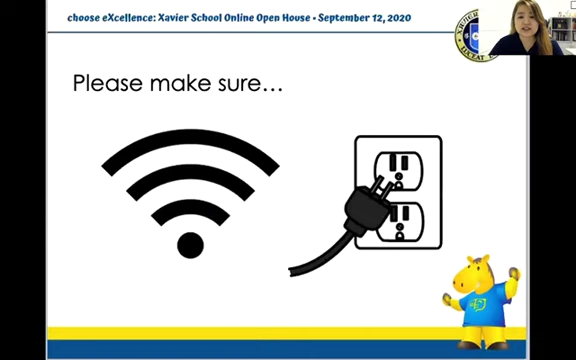 choose eXcellence: Xavier School Online Open House • September 12, 2020
Please make sure...